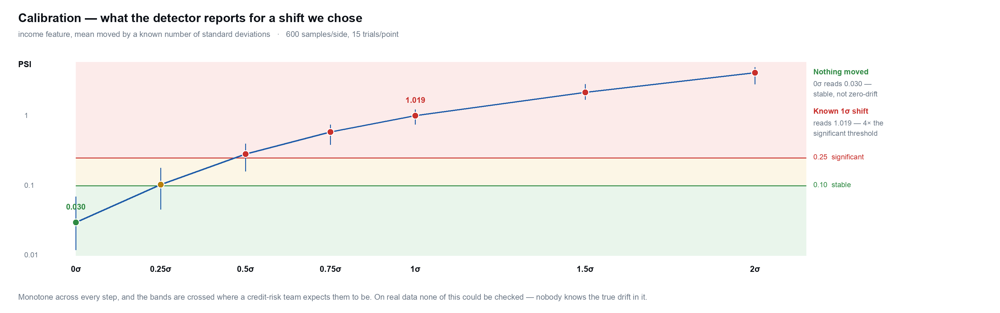 Calibration — what the detector reports for a shift we chose
income feature, mean moved by a known number of standard deviations · 600 samples/side, 15 trials/point
PSI
1
0.1
0.01
0.030
1.019
Nothing moved
0σ reads 0.030 —
stable, not zero-drift
Known 1σ shift
reads 1.019 — 4× the
significant threshold
0.25 significant
0.10 stable
0σ 0.25σ 0.5σ 0.75σ 1σ 1.5σ 2σ
Monotone across every step, and the bands are crossed where a credit-risk team expects them to be. On real data none of this could be checked — nobody knows the true drift in it.